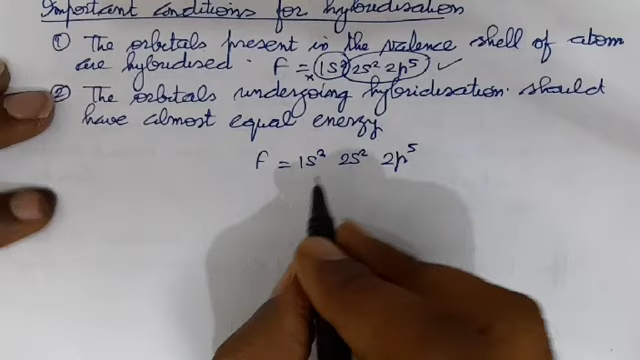 Important conditions for hybridisation
① The orbitals present in the valence shell of atom
are hybridised. F = 1s² 2s² 2p⁵ ✓
② The orbitals undergoing hybridisation should
have almost equal energy
F = 1s² 2s² 2p⁵